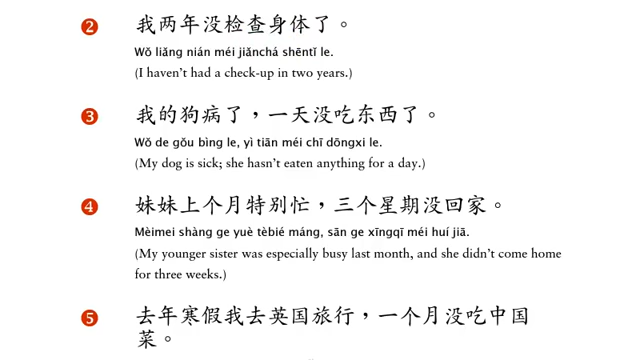 2 我两年没检查身体了。
Wǒ liǎng nián méi jiǎnchá shēntǐ le.
(I haven't had a check-up in two years.)
3 我的狗病了，一天没吃东西了。
Wǒ de gǒu bìng le, yì tiān méi chī dōngxi le.
(My dog is sick; she hasn't eaten anything for a day.)
4 妹妹上个月特别忙，三个星期没回家。
Mèimei shàng ge yuè tèbié máng, sān ge xīngqī méi huí jiā.
(My younger sister was especially busy last month, and she didn't come home
for three weeks.)
5 去年寒假我去英国旅行，一个月没吃中国
菜。